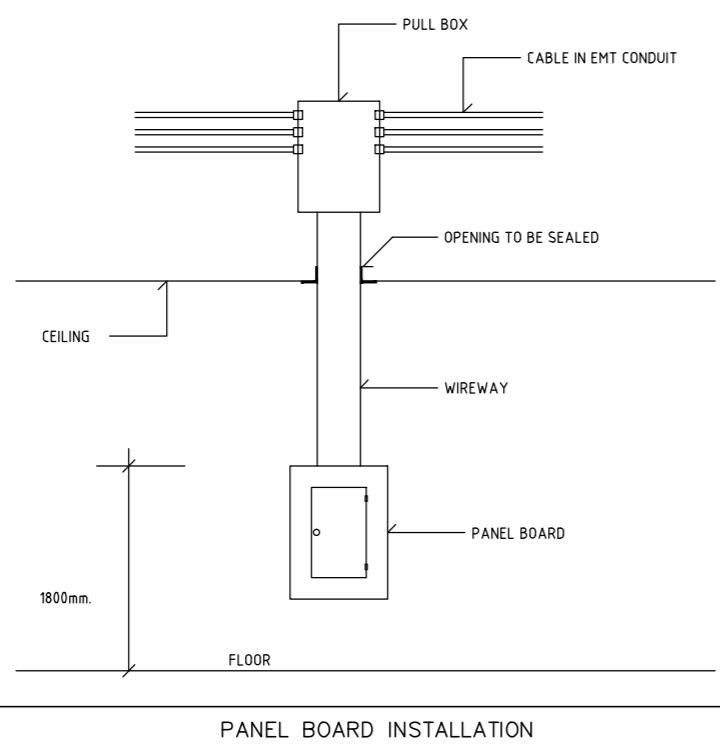 PULL BOX
CABLE IN EMT CONDUIT
OPENING TO BE SEALED
CEILING
WIREWAY
PANEL BOARD
1800mm.
FLOOR
PANEL BOARD INSTALLATION